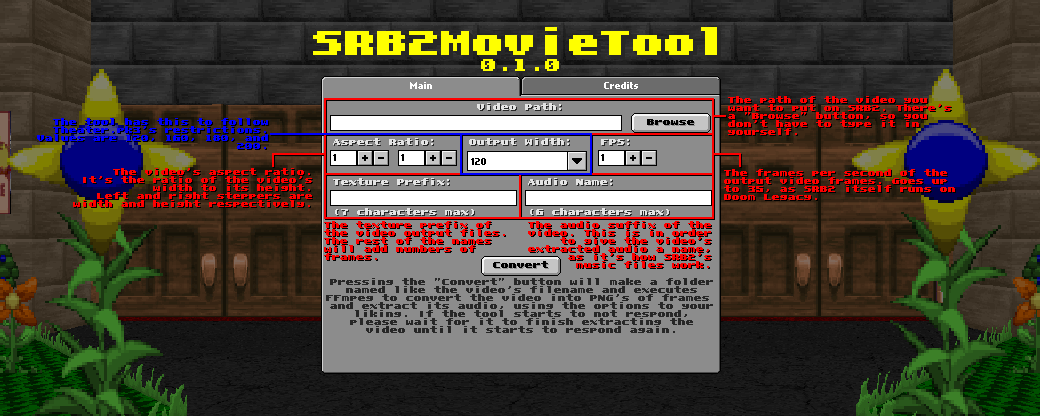 SRB2MovieTool
0.1.0
Main
Credits
Video Path:
Browse
The path of the video you
want to put on SRB2. There's
a "Browse" button, so you
don't have to type it in
yourself.
The tool has this to follow
Theater.Pk3's restrictions.
values are 120, 160, 180, and
200.
Aspect Ratio:
Output Width:
FPS:
1 + - 1 + -
120
1 + -
The video's aspect ratio.
It's the ratio of the video's
width to its height.
Left and right steppers are
width and height respectively.
The frames per second of the
output video frames. Goes up
to 35, as SRB2 itself runs on
Doom Legacy.
Texture Prefix:
Audio Name:
(7 characters max)
(6 characters max)
The texture prefix of
the video output files.
The rest of the names
will add numbers of
frames.
The audio suffix of the
video. This is in order
to give the video's
extracted audio a name,
as it's how SRB2's
music files work.
Convert
Pressing the "Convert" button will make a folder
named like the video's filename and executes
FFmpeg to convert the video into PNG's of frames
and extract its audio, using the options to your
liking. If the tool starts to not respond,
please wait for it to finish extracting the
video until it starts to respond again.